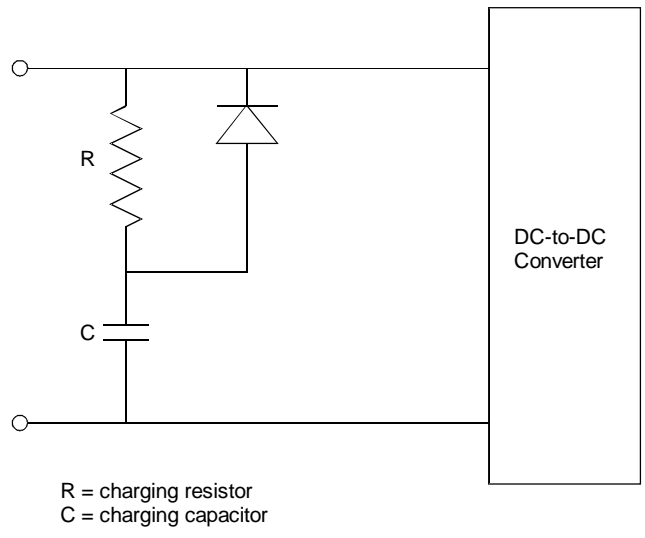 R
DC-to-DC
Converter
C
R = charging resistor
C = charging capacitor